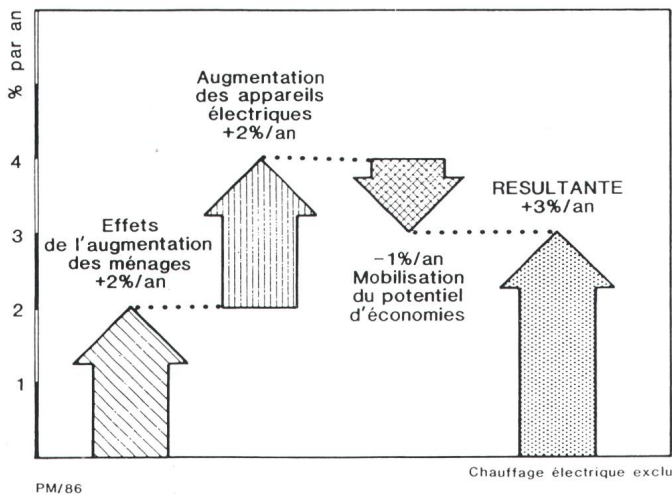 % par an
4
3
2
1
Effets
de l'augmentation
des ménages
+2%/an
Augmentation
des appareils
électriques
+2%/an
-1%/an
Mobilisation
du potentiel
d'économies
RESULTANTE
+3%/an
Chauffage électrique exclu
PM/86